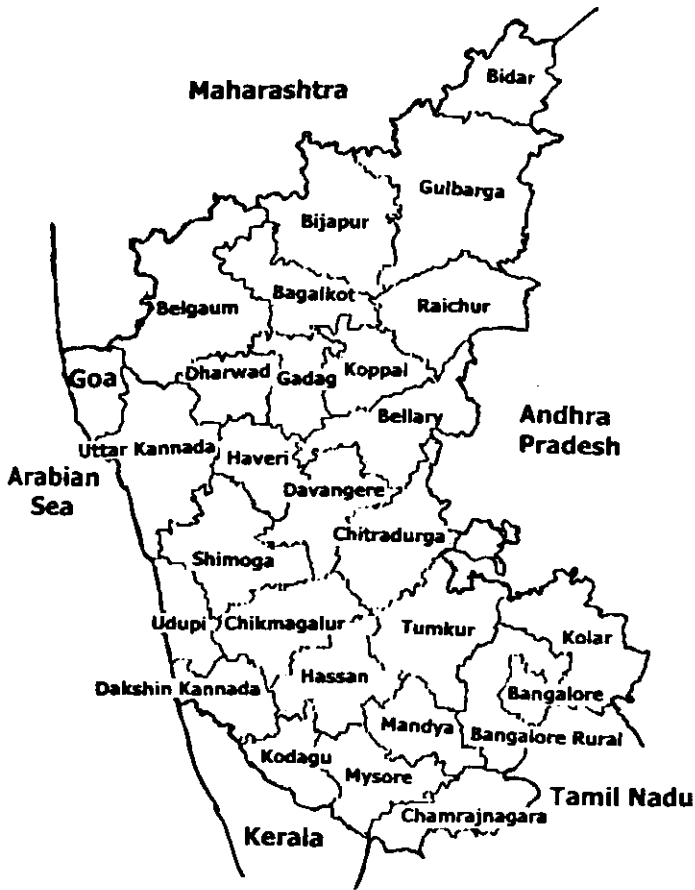 Bidar
Maharashtra
Gulbarga
Bijapur
Bagalkot
Belgaum
Raichur
Goa
Dharwad
Gadag
Koppal
Bellary
Andhra
Pradesh
Uttar Kannada
Haveri
Arabian
Sea
Davangere
Chitradurga
Shimoga
Udupi
Chikmagalur
Tumkur
Kolar
Hassan
Dakshin Kannada
Bangalore
Mandya
Bangalore Rural
Kodagu
Mysore
Tamil Nadu
Chamrajnagara
Kerala